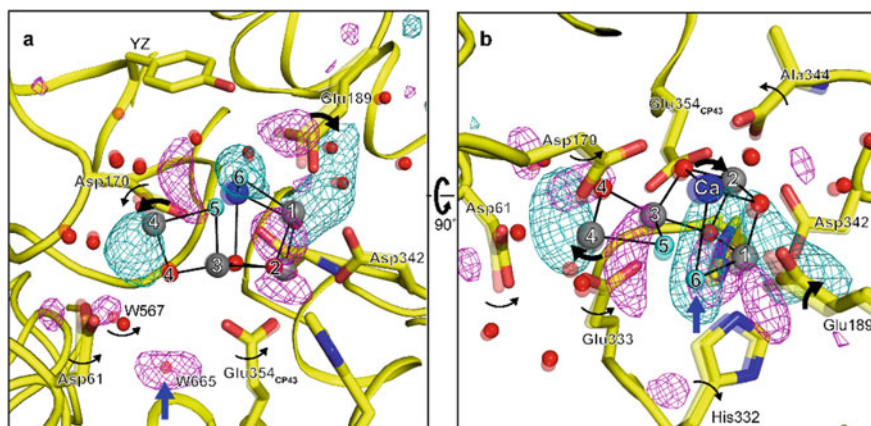 a
YZ
Glu189
Asp170
6
5
1
4
4
3
2
Asp342
W567
Asp61
W665
Glu354CP43
90°
b
Ala344
Glu354CP43
Asp170
4
Ca
2
Asp61
3
4
5
Asp342
1
6
Glu333
Glu189
His332